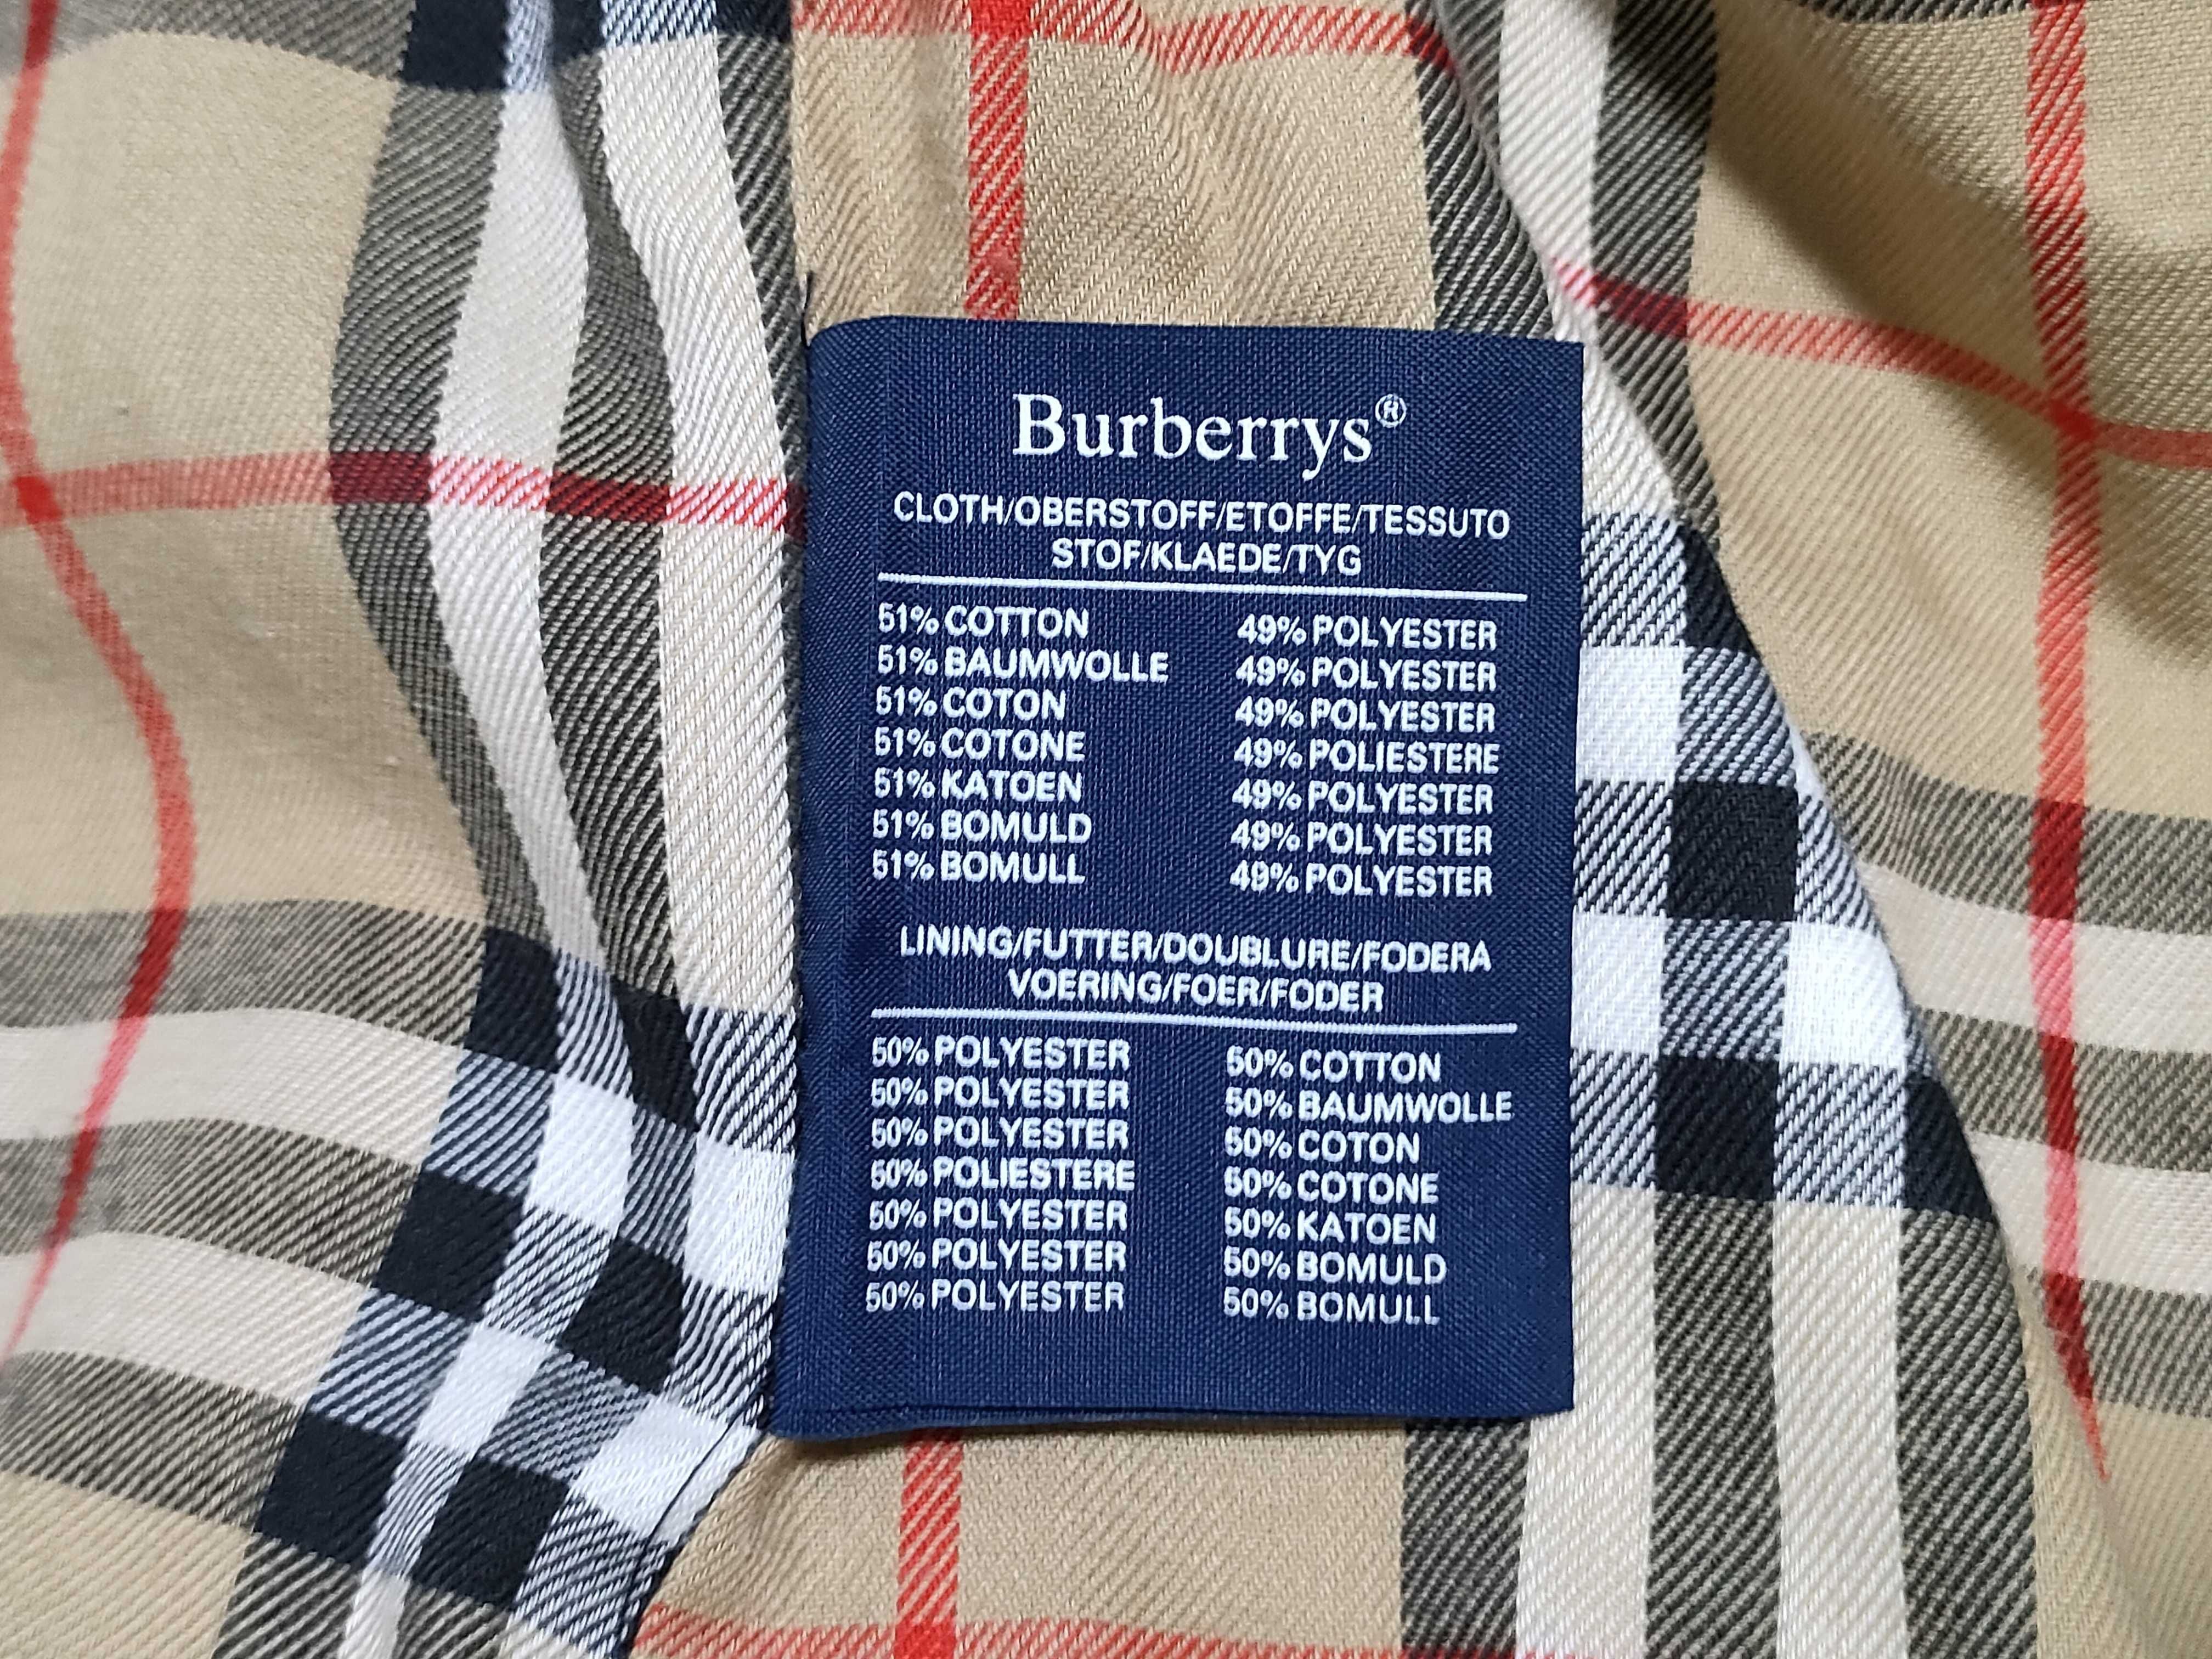 Burberrys®
CLOTH/OBERSTOFF/ETOFFE/TESSUTO
STOF/KLAEDE/TYG
51% COTTON 49% POLYESTER
51% BAUMWOLLE 49% POLYESTER
51% COTON 49% POLYESTER
51% COTONE 49% POLIESTERE
51% KATOEN 49% POLYESTER
51% BOMULD 49% POLYESTER
51% BOMULL 49% POLYESTER
LINING/FUTTER/DOUBLURE/FODERA
VOERING/FOER/FODER
50% POLYESTER 50% COTTON
50% POLYESTER 50% BAUMWOLLE
50% POLYESTER 50% COTON
50% POLIESTERE 50% COTONE
50% POLYESTER 50% KATOEN
50% POLYESTER 50% BOMULD
50% POLYESTER 50% BOMULL